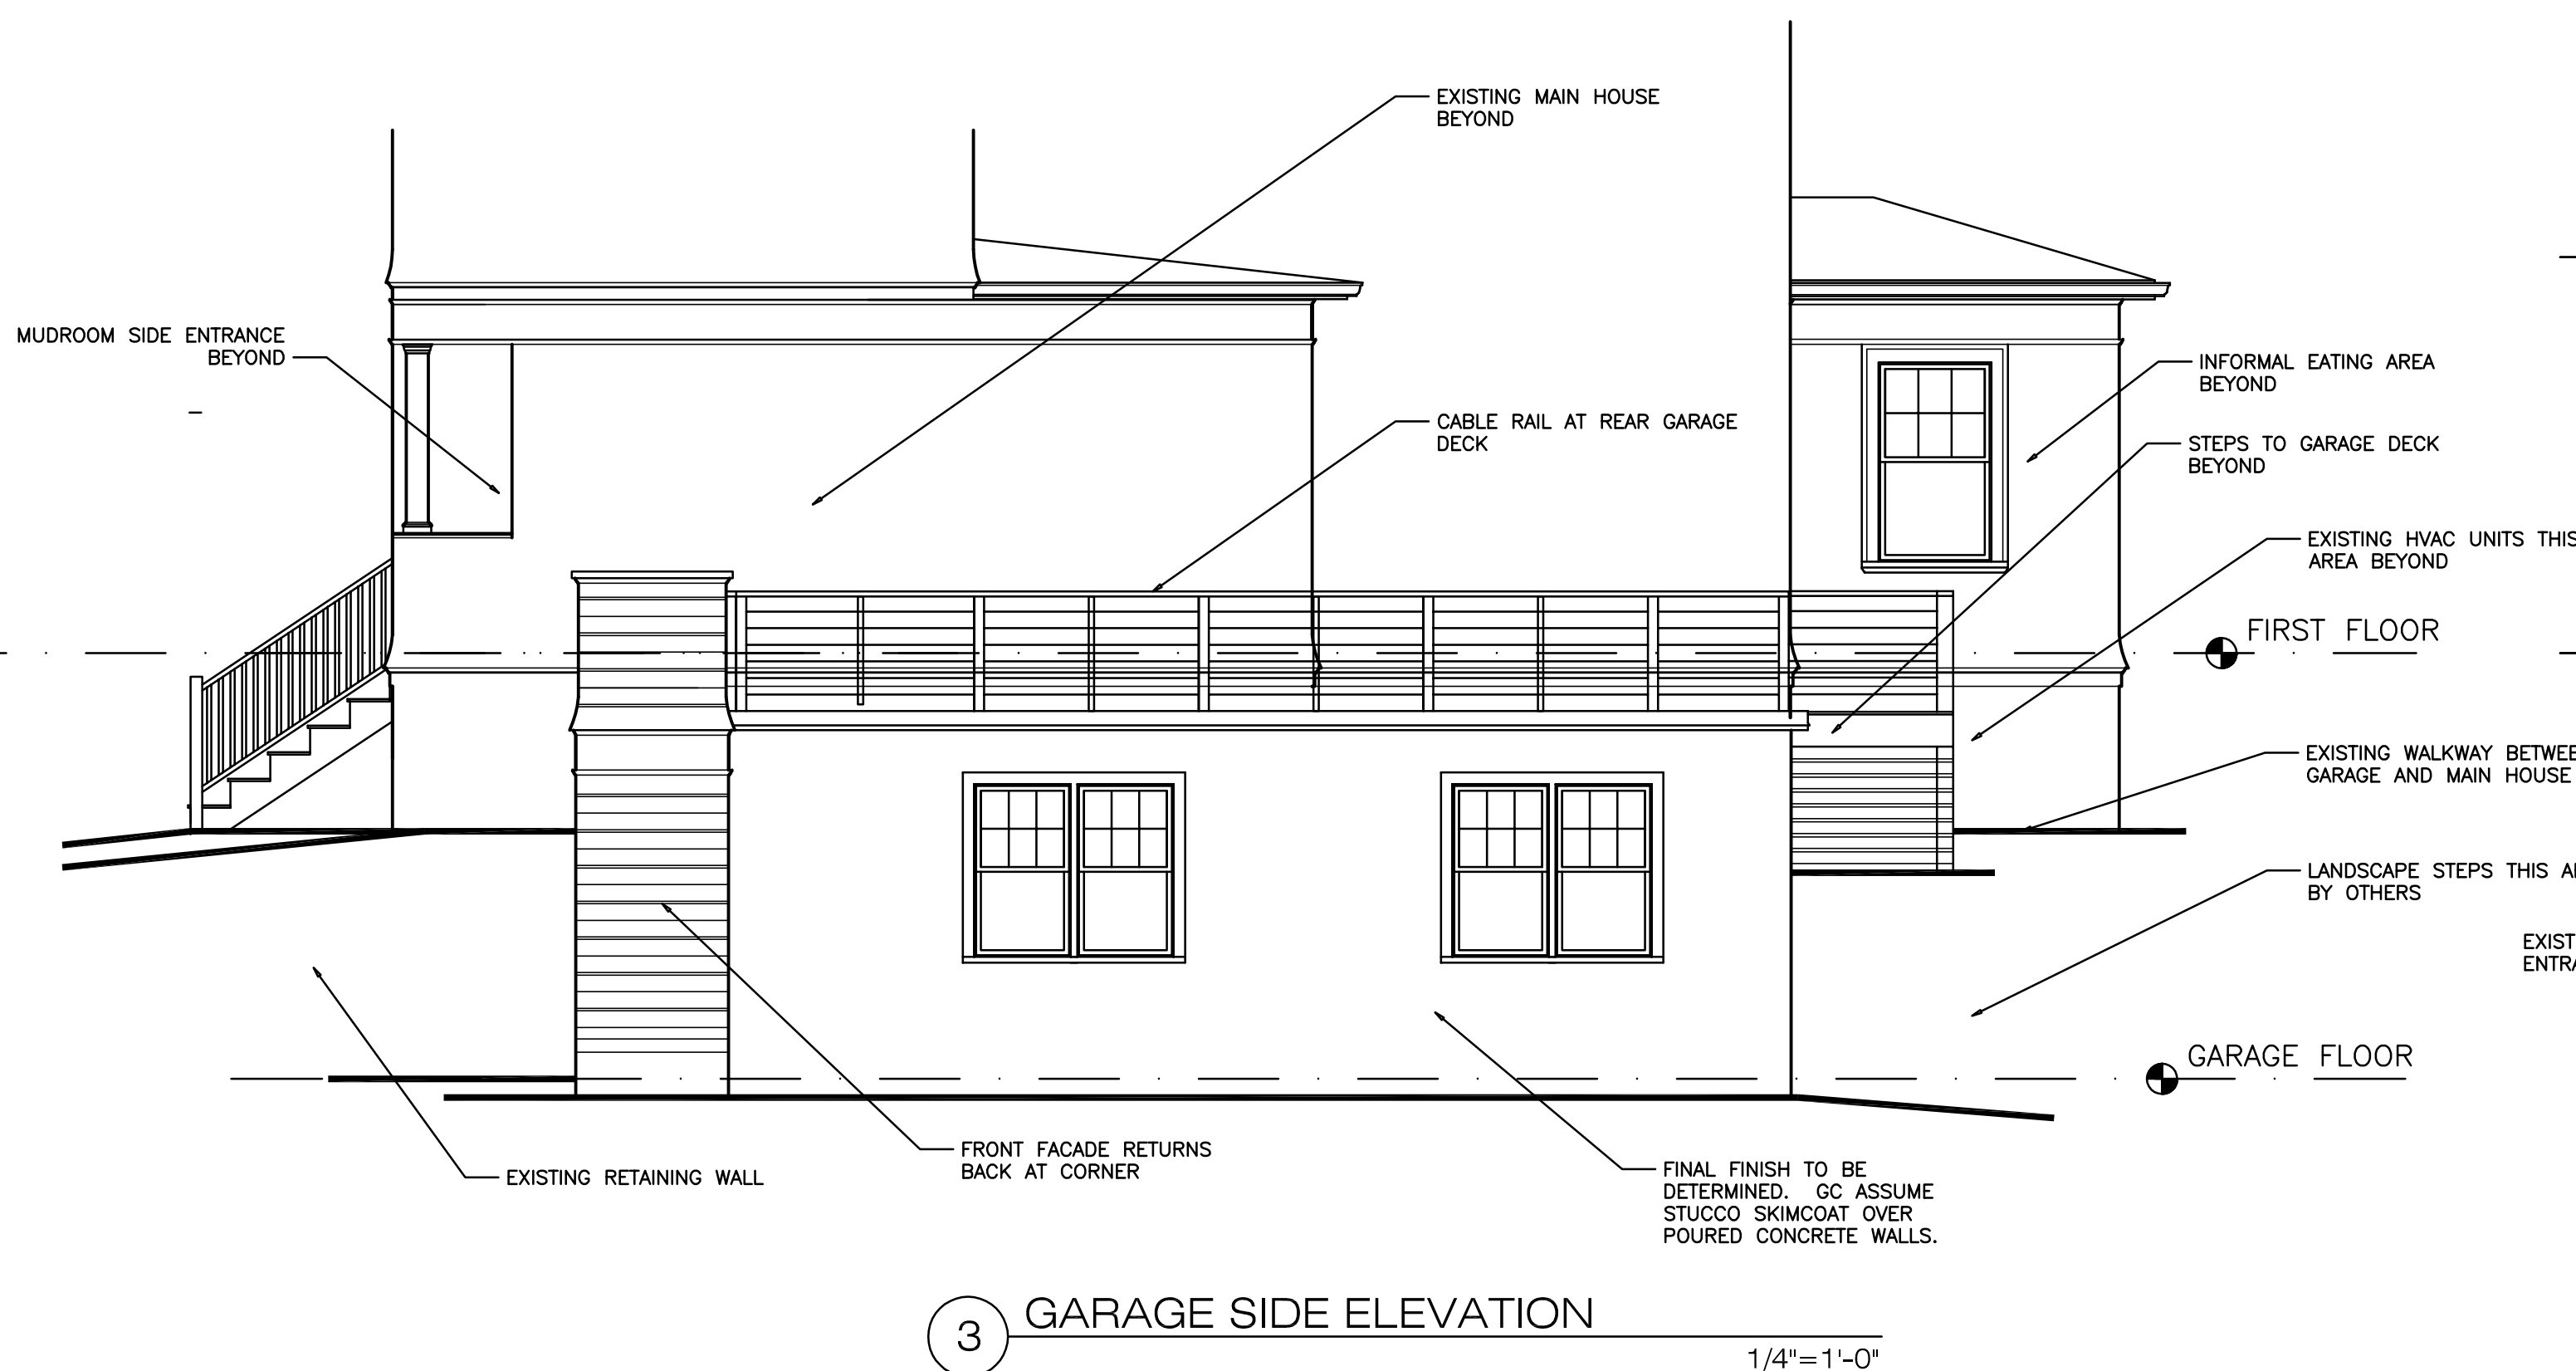 EXISTING MAIN HOUSE
BEYOND
MUDROOM SIDE ENTRANCE
BEYOND
INFORMAL EATING AREA
BEYOND
CABLE RAIL AT REAR GARAGE
DECK
STEPS TO GARAGE DECK
BEYOND
EXISTING HVAC UNITS THIS
AREA BEYOND
FIRST FLOOR
EXISTING WALKWAY
GARAGE AND MAIN HOUSE
LANDSCAPE STEPS THIS
BY OTHERS
GARAGE FLOOR
FRONT FACADE RETURNS
BACK AT CORNER
EXISTING RETAINING WALL
FINAL FINISH TO BE
DETERMINED. GC ASSUME
STUCCO SKIMCOAT OVER
POURED CONCRETE WALLS.
3
GARAGE SIDE ELEVATION
1/4"=1'-0"